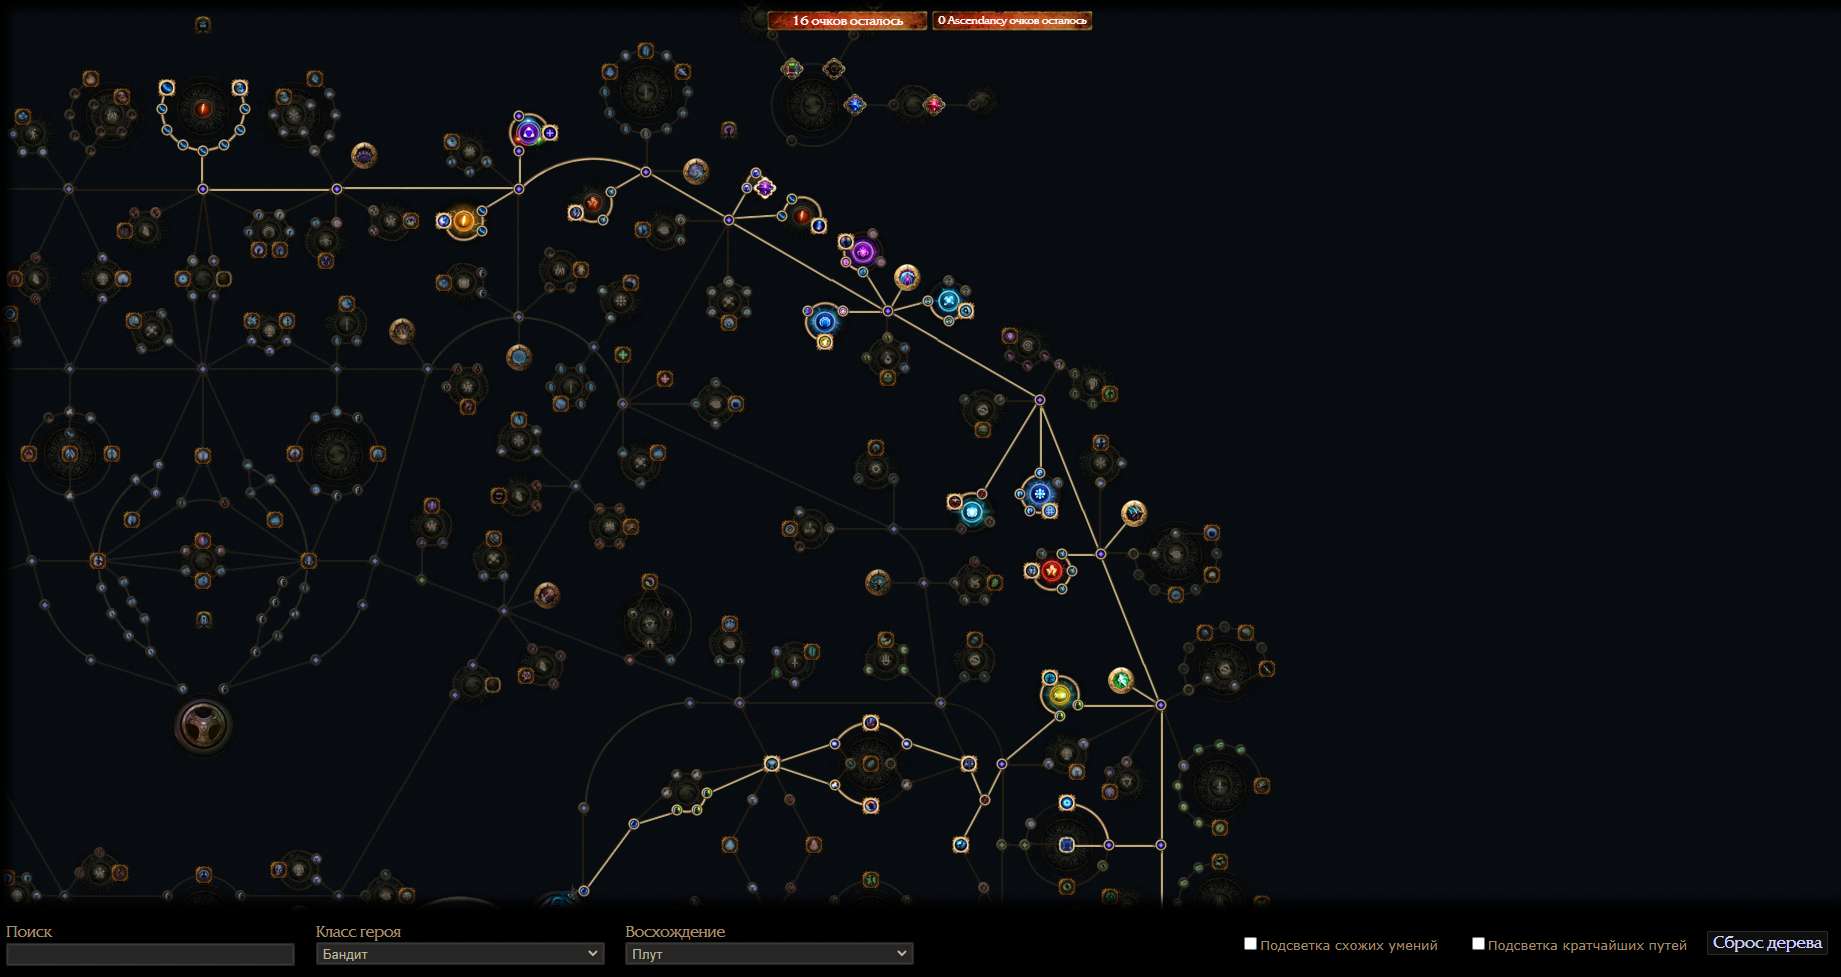 16 очков осталось
0 Ascendancy очков осталось
Поиск
Класс героя
Восхождение
Бандит
Плут
Подсветка схожих умений
Подсветка кратчайших путей
Сброс дерева